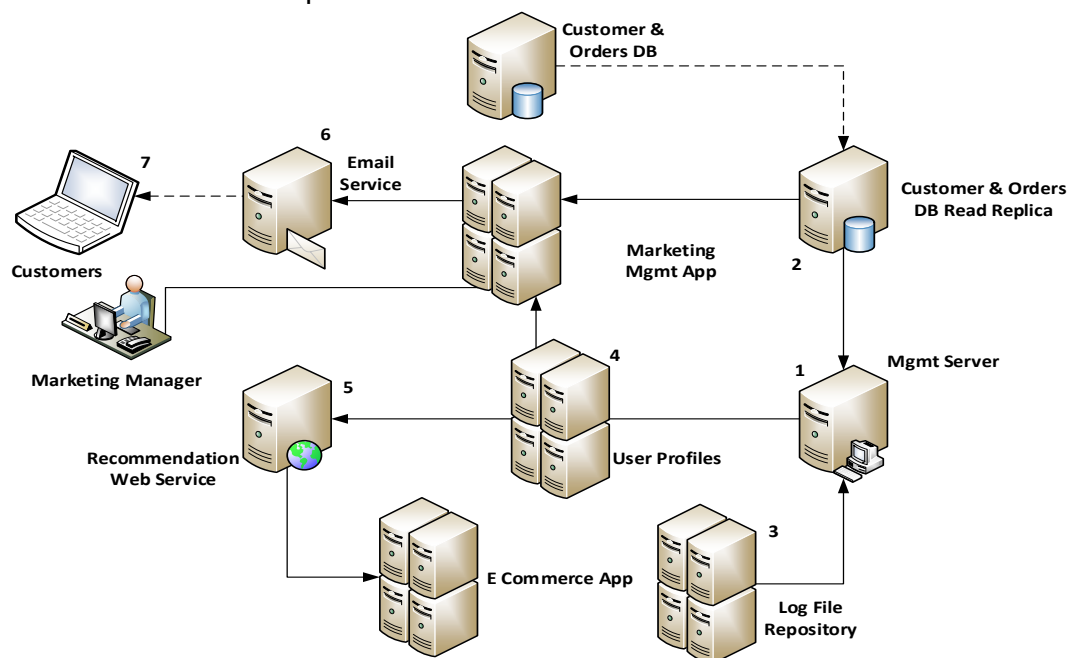 Customer &
Orders DB
6
7
Email
Service
Customer & Orders
DB Read Replica
Marketing
Mgmt App
2
Customers
4
1
Mgmt Server
Marketing Manager
5
Recommendation
Web Service
User Profiles
3
E Commerce App
Log File
Repository